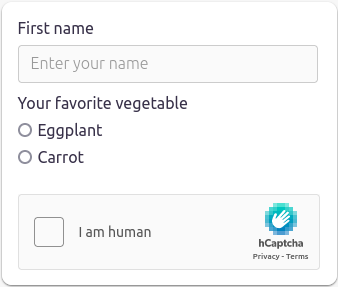 First name
Enter your name
Your favorite vegetable
Eggplant
Carrot
I am human
hCaptcha
Privacy - Terms